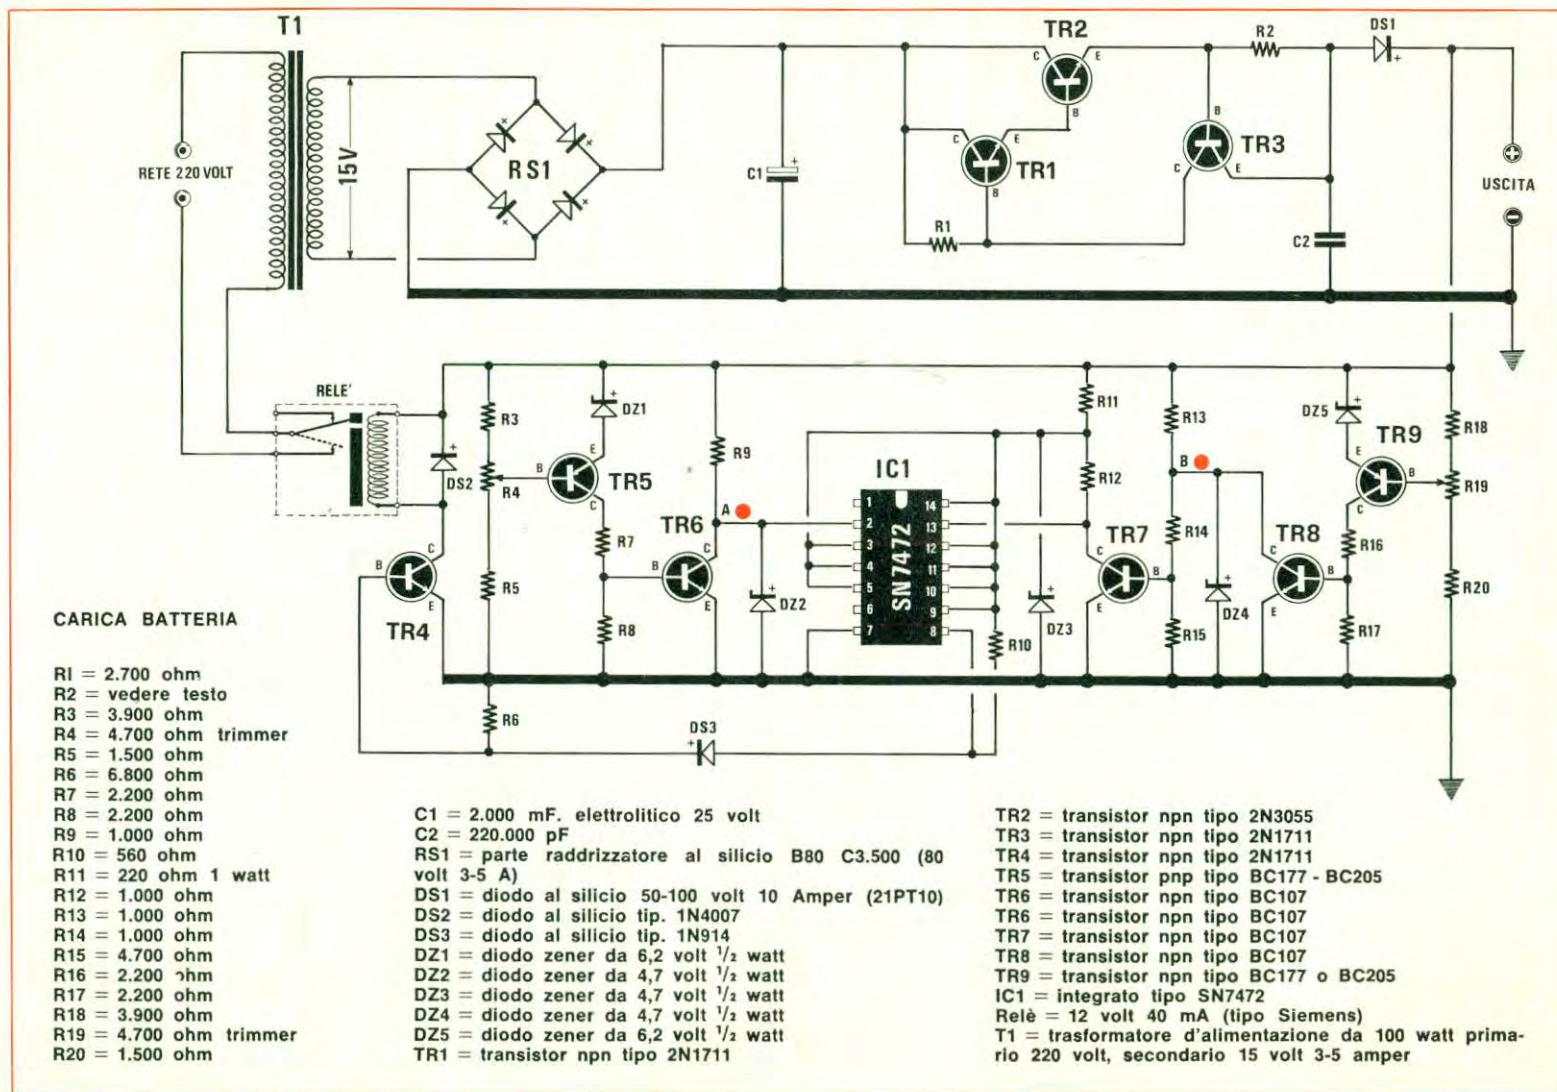 T1
TR2
R2
DS1
+
C
E
B
15V
RETE 220 VOLT
RS1
+
+
+
+
C1
+
C
E
B
TR1
R1
B
C
E
TR3
C2
+
USCITA
-
RELE'
DS2
+
R3
R4
R5
DZ1
+
E
B
C
TR5
R7
R8
R9
A
TR6
C
B
E
DZ2
+
IC1
SN7472
1
2
3
4
5
6
7
14
13
12
11
10
9
8
R10
DZ3
+
R11
R12
TR7
C
B
E
R13
B
R14
R15
DZ4
+
TR8
C
B
E
DZ5
+
TR9
E
B
C
R16
R17
R18
R19
R20
C
B
E
TR4
R6
DS3
+
CARICA BATTERIA
RI = 2.700 ohm
R2 = vedere testo
R3 = 3.900 ohm
R4 = 4.700 ohm trimmer
R5 = 1.500 ohm
R6 = 6.800 ohm
R7 = 2.200 ohm
R8 = 2.200 ohm
R9 = 1.000 ohm
R10 = 560 ohm
R11 = 220 ohm 1 watt
R12 = 1.000 ohm
R13 = 1.000 ohm
R14 = 1.000 ohm
R15 = 4.700 ohm
R16 = 2.200 ohm
R17 = 2.200 ohm
R18 = 3.900 ohm
R19 = 4.700 ohm trimmer
R20 = 1.500 ohm
C1 = 2.000 mF. elettrolitico 25 volt
C2 = 220.000 pF
RS1 = parte raddrizzatore al silicio B80 C3.500 (80
volt 3-5 A)
DS1 = diodo al silicio 50-100 volt 10 Amper (21PT10)
DS2 = diodo al silicio tip. 1N4007
DS3 = diodo al silicio tip. 1N914
DZ1 = diodo zener da 6,2 volt 1/2 watt
DZ2 = diodo zener da 4,7 volt 1/2 watt
DZ3 = diodo zener da 4,7 volt 1/2 watt
DZ4 = diodo zener da 4,7 volt 1/2 watt
DZ5 = diodo zener da 6,2 volt 1/2 watt
TR1 = transistor npn tipo 2N1711
TR2 = transistor npn tipo 2N3055
TR3 = transistor npn tipo 2N1711
TR4 = transistor npn tipo 2N1711
TR5 = transistor pnp tipo BC177 - BC205
TR6 = transistor npn tipo BC107
TR6 = transistor npn tipo BC107
TR7 = transistor npn tipo BC107
TR8 = transistor npn tipo BC107
TR9 = transistor npn tipo BC177 o BC205
IC1 = integrato tipo SN7472
Relè = 12 volt 40 mA (tipo Siemens)
T1 = trasformatore d'alimentazione da 100 watt prima-
rio 220 volt, secondario 15 volt 3-5 amper